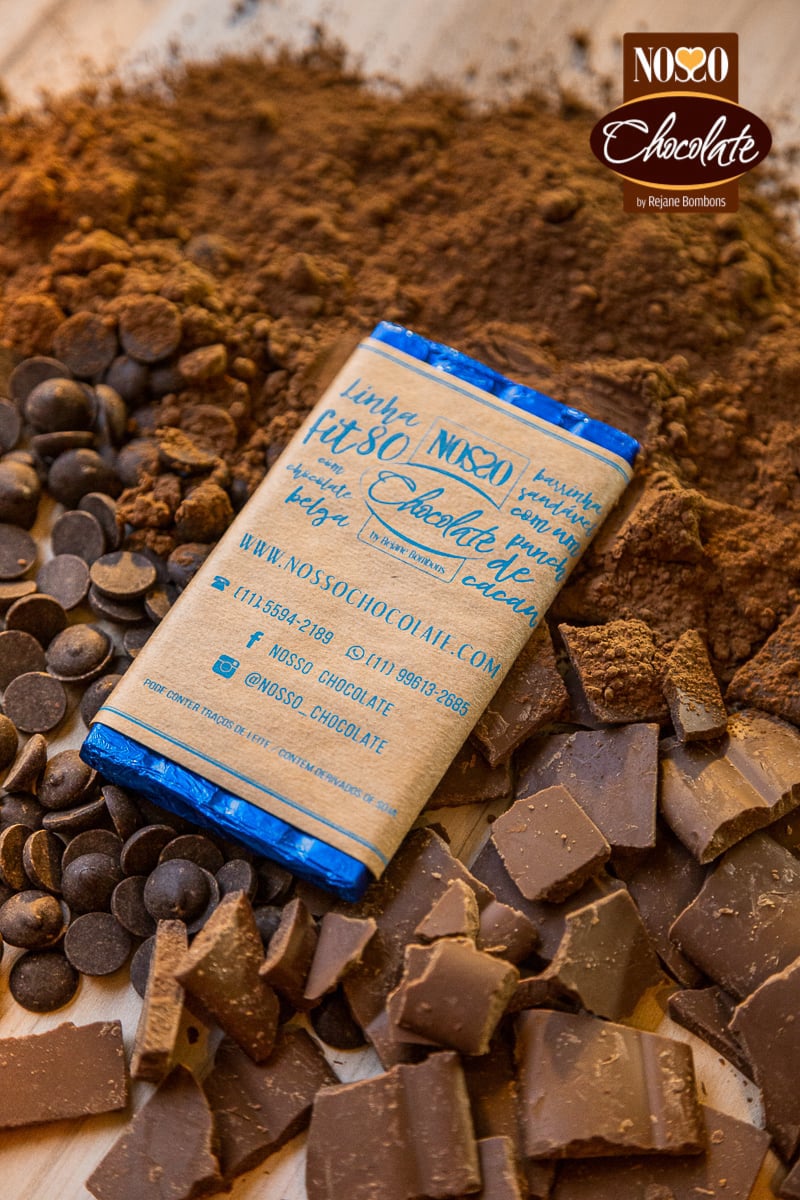 NOSSO
Chocolate
by Rejane Bombons
Linha
fit80
com
chocolate
belga
NOSSO
Chocolate
by Rejane Bombons
barrinha
saudável
com um
punch
de
cacau
WWW.NOSSOCHOCOLATE.COM
(11) 5594-2189
(11) 99613-2685
NOSSO CHOCOLATE
@NOSSO_CHOCOLATE
PODE CONTER TRAÇOS DE LEITE / CONTÉM DERIVADOS DE SOJA